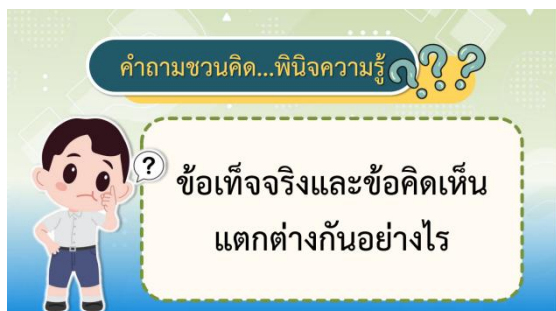 คำถามชวนคิด...พินิจความรู้
???
?
ข้อเท็จจริงและข้อคิดเห็น
แตกต่างกันอย่างไร